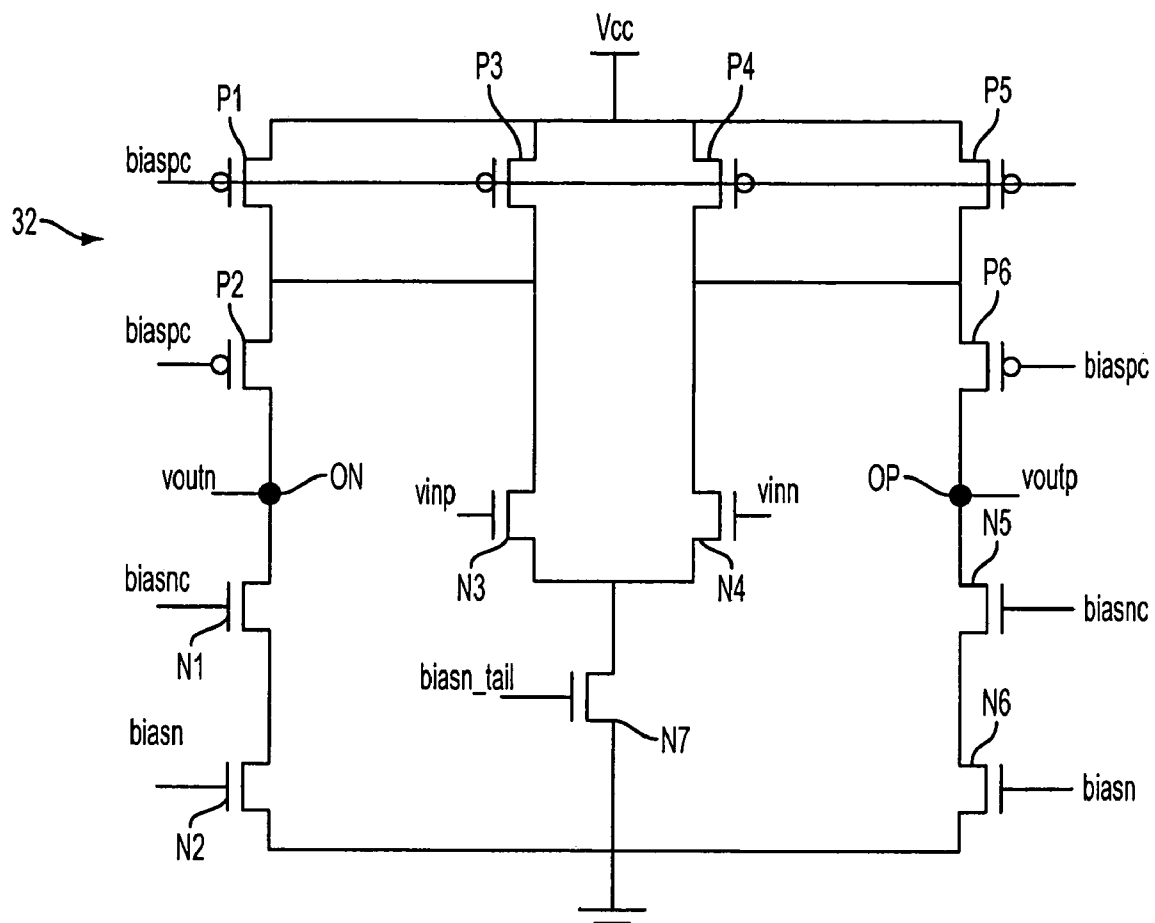 Vcc
P1
P3
P4
P5
biaspc
32
P2
P6
biaspc
biaspc
voutn
ON
vinp
vinn
OP
voutp
N3
N4
N5
biasnc
biasnc
N1
biasn_tail
N7
N6
biasn
biasn
N2